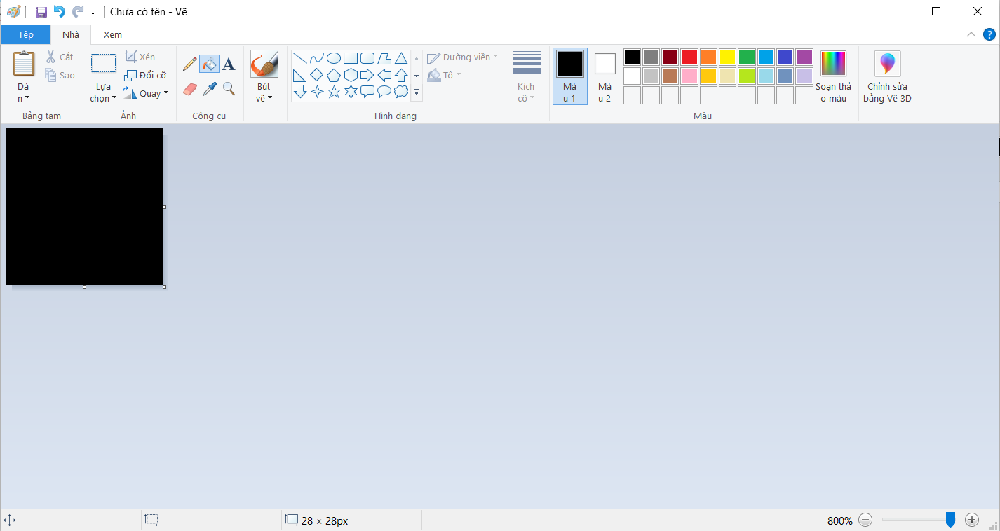 Chưa có tên - Vẽ
Tệp Nhà Xem
?
Dá
n
Cắt
Sao
Bảng tạm
Lựa
chọn
Xén
Đổi cỡ
Quay
Ảnh
A
Công cụ
Bút
vẽ
Đường viền
Tô
Hình dạng
Kích
cỡ
Mà
u 1
Mà
u 2
Soạn thả
o màu
Màu
Chỉnh sửa
bằng Vẽ 3D
28 × 28px
800%